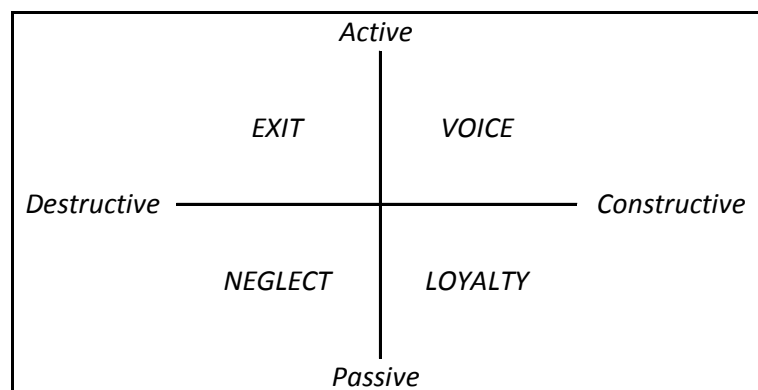 Active
EXIT VOICE
Destructive Constructive
NEGLECT LOYALTY
Passive